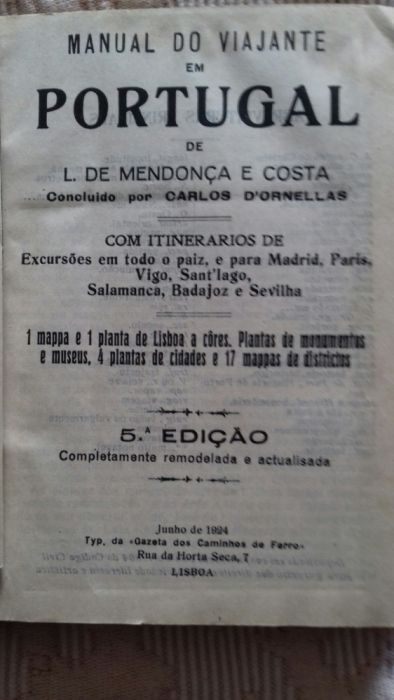 MANUAL DO VIAJANTE
EM
PORTUGAL
DE
L. DE MENDONÇA E COSTA
Concluido por CARLOS D'ORNELLAS
COM ITINERARIOS DE
Excursões em todo o paiz, e para Madrid, Paris,
Vigo, Sant'Iago,
Salamanca, Badajoz e Sevilha
1 mappa e 1 planta de Lisboa a côres. Plantas de monumentos
e museus, 4 plantas de cidades e 17 mappas de districtos
5.ª EDIÇÃO
Completamente remodelada e actualisada
Junho de 1924
Typ. da «Gazeta dos Caminhos de Ferro»
Rua da Horta Seca, 7
LISBOA